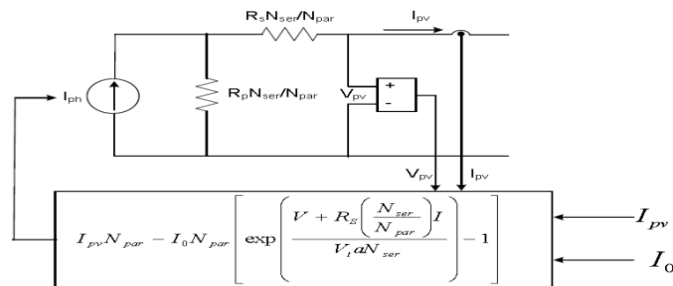 RsNser/Npar
Ipv
Iph
RpNser/Npar
Vpv
+
-
Vpv
Ipv
I_pv N_par − I_0 N_par [ exp ( (V + R_S (N_ser / N_par) I) / (V_t a N_ser) ) − 1 ]
I_pv
I_0